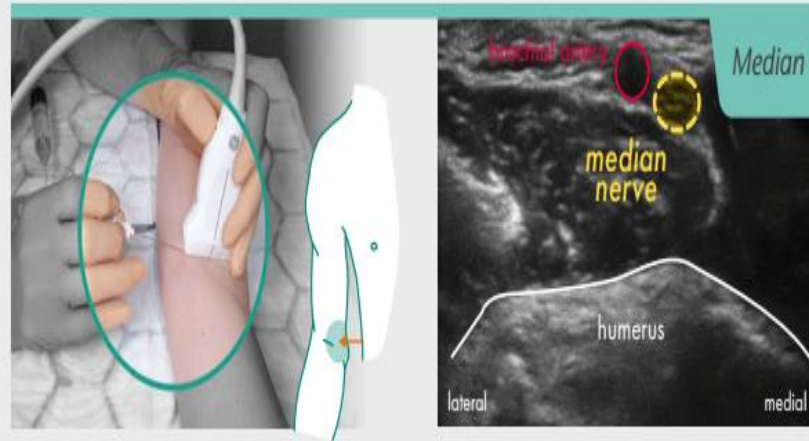 Median
brachial artery
median
nerve
humerus
lateral
medial